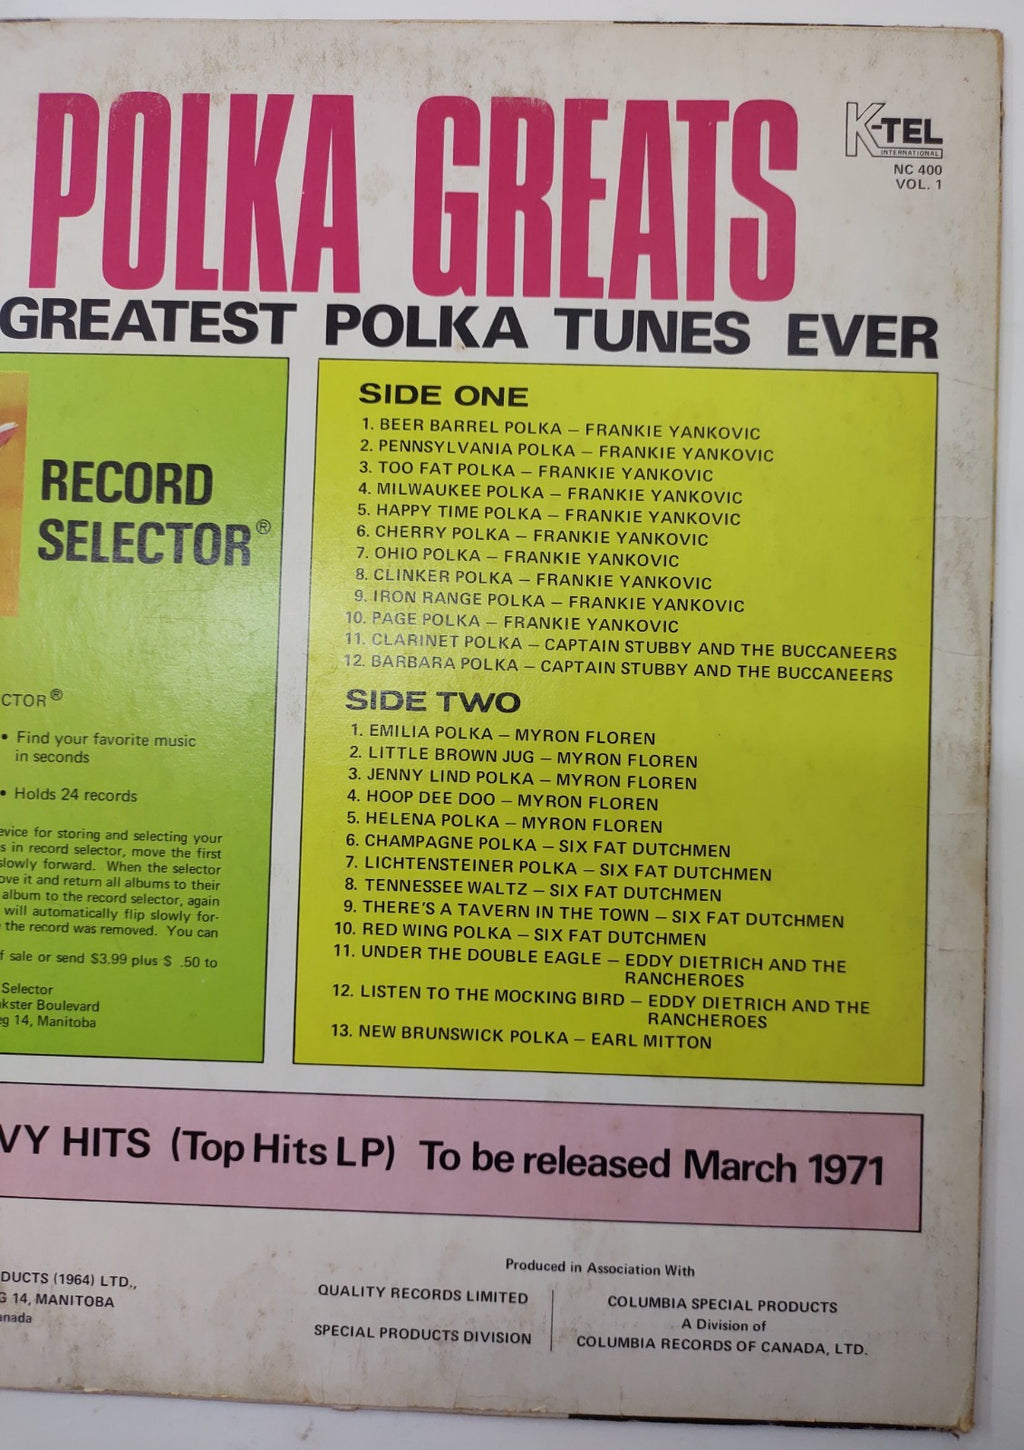 POLKA GREATS
K-TEL
INTERNATIONAL
NC 400
VOL. 1
GREATEST POLKA TUNES EVER
RECORD
SELECTOR®
CTOR®
• Find your favorite music
in seconds
• Holds 24 records
evice for storing and selecting your
s in record selector, move the first
slowly forward. When the selector
ove it and return all albums to their
album to the record selector, again
will automatically flip slowly for-
the record was removed. You can
f sale or send $3.99 plus $ .50 to
Selector
kster Boulevard
eg 14, Manitoba
SIDE ONE
1. BEER BARREL POLKA – FRANKIE YANKOVIC
2. PENNSYLVANIA POLKA – FRANKIE YANKOVIC
3. TOO FAT POLKA – FRANKIE YANKOVIC
4. MILWAUKEE POLKA – FRANKIE YANKOVIC
5. HAPPY TIME POLKA – FRANKIE YANKOVIC
6. CHERRY POLKA – FRANKIE YANKOVIC
7. OHIO POLKA – FRANKIE YANKOVIC
8. CLINKER POLKA – FRANKIE YANKOVIC
9. IRON RANGE POLKA – FRANKIE YANKOVIC
10. PAGE POLKA – FRANKIE YANKOVIC
11. CLARINET POLKA – CAPTAIN STUBBY AND THE BUCCANEERS
12. BARBARA POLKA – CAPTAIN STUBBY AND THE BUCCANEERS
SIDE TWO
1. EMILIA POLKA – MYRON FLOREN
2. LITTLE BROWN JUG – MYRON FLOREN
3. JENNY LIND POLKA – MYRON FLOREN
4. HOOP DEE DOO – MYRON FLOREN
5. HELENA POLKA – MYRON FLOREN
6. CHAMPAGNE POLKA – SIX FAT DUTCHMEN
7. LICHTENSTEINER POLKA – SIX FAT DUTCHMEN
8. TENNESSEE WALTZ – SIX FAT DUTCHMEN
9. THERE'S A TAVERN IN THE TOWN – SIX FAT DUTCHMEN
10. RED WING POLKA – SIX FAT DUTCHMEN
11. UNDER THE DOUBLE EAGLE – EDDY DIETRICH AND THE
RANCHEROES
12. LISTEN TO THE MOCKING BIRD – EDDY DIETRICH AND THE
RANCHEROES
13. NEW BRUNSWICK POLKA – EARL MITTON
VY HITS (Top Hits LP) To be released March 1971
DUCTS (1964) LTD.,
G 14, MANITOBA
anada
Produced in Association With
QUALITY RECORDS LIMITED
SPECIAL PRODUCTS DIVISION
COLUMBIA SPECIAL PRODUCTS
A Division of
COLUMBIA RECORDS OF CANADA, LTD.